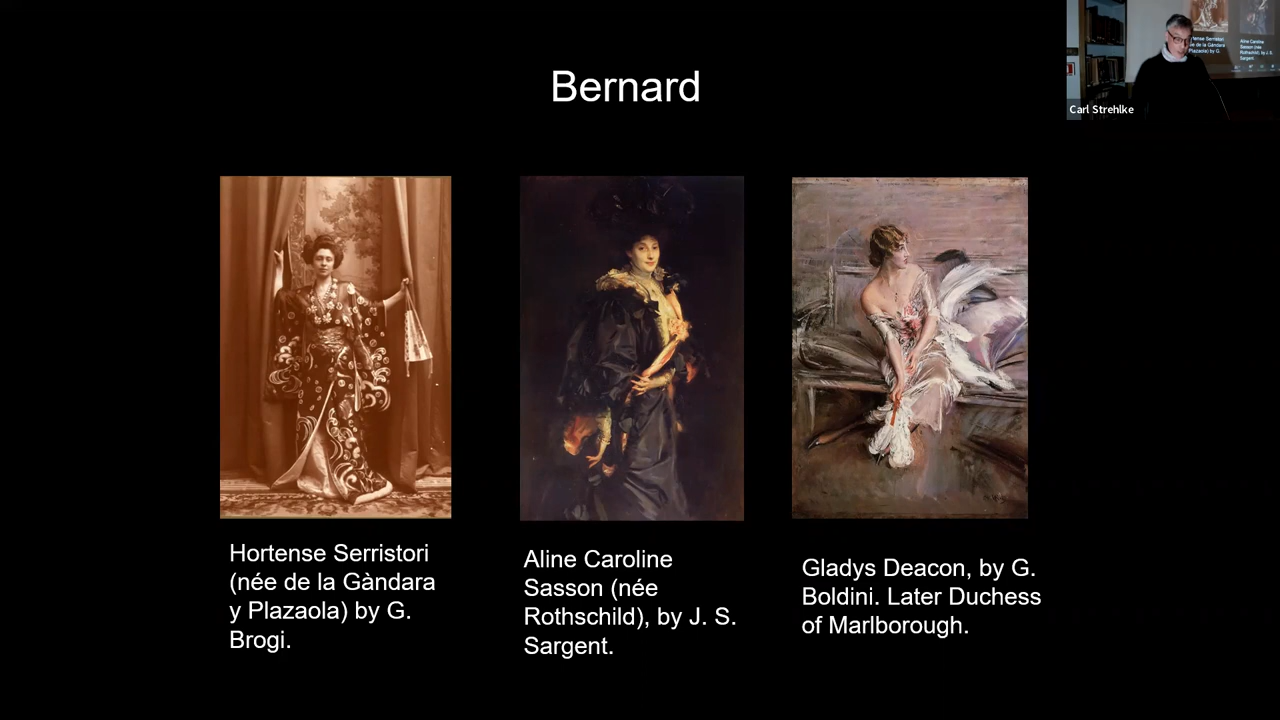 Bernard
Carl Strehlke
Hortense Serristori
(née de la Gàndara
y Plazaola) by G.
Brogi.
Aline Caroline
Sasson (née
Rothschild), by J. S.
Sargent.
Gladys Deacon, by G.
Boldini. Later Duchess
of Marlborough.